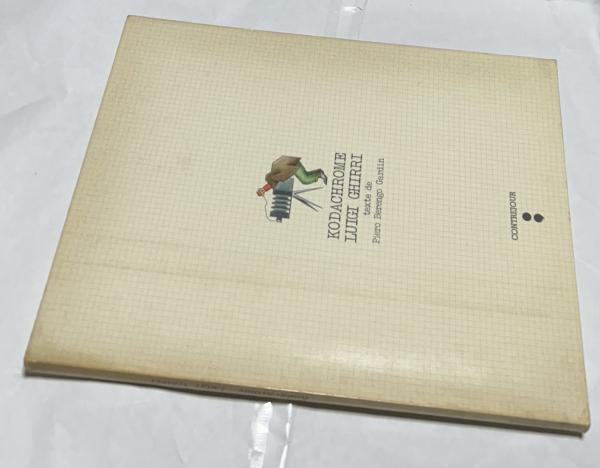 KODACHROME
LUIGI GHIRRI
texte de
Piero Berengo Gardin
CONTREJOUR